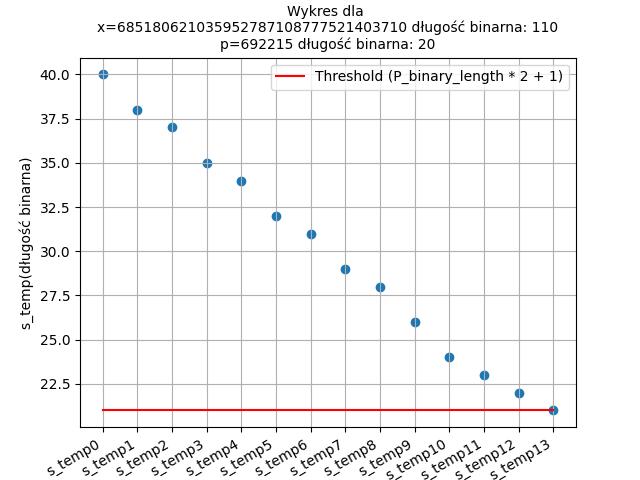 Wykres dla
x=685180621035952787108777521403710 długość binarna: 110
p=692215 długość binarna: 20
Threshold (P_binary_length * 2 + 1)
s_temp(długość binarna)
40.0
37.5
35.0
32.5
30.0
27.5
25.0
22.5
s_temp0
s_temp1
s_temp2
s_temp3
s_temp4
s_temp5
s_temp6
s_temp7
s_temp8
s_temp9
s_temp10
s_temp11
s_temp12
s_temp13